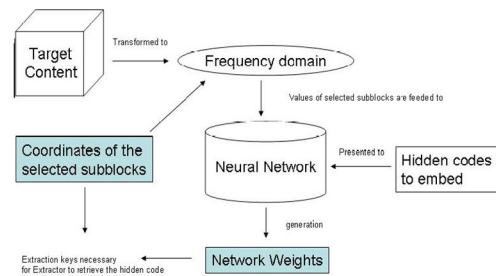 Target
Content
Transformed to
Frequency domain
Values of selected subblocks are feeded to
Coordinates of the
selected subblocks
Neural Network
Presented to
Hidden codes
to embed
generation
Extraction keys necessary
for Extractor to retrieve the hidden code
Network Weights